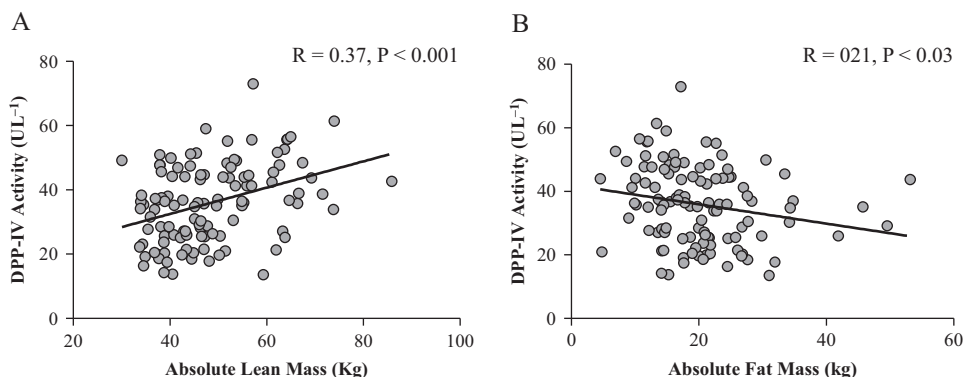 A
R = 0.37, P < 0.001
80
60
40
20
0
DPP-IV Activity (UL⁻¹)
20
40
60
80
100
Absolute Lean Mass (Kg)
B
R = 021, P < 0.03
80
60
40
20
0
DPP-IV Activity (UL⁻¹)
0
20
40
60
Absolute Fat Mass (kg)